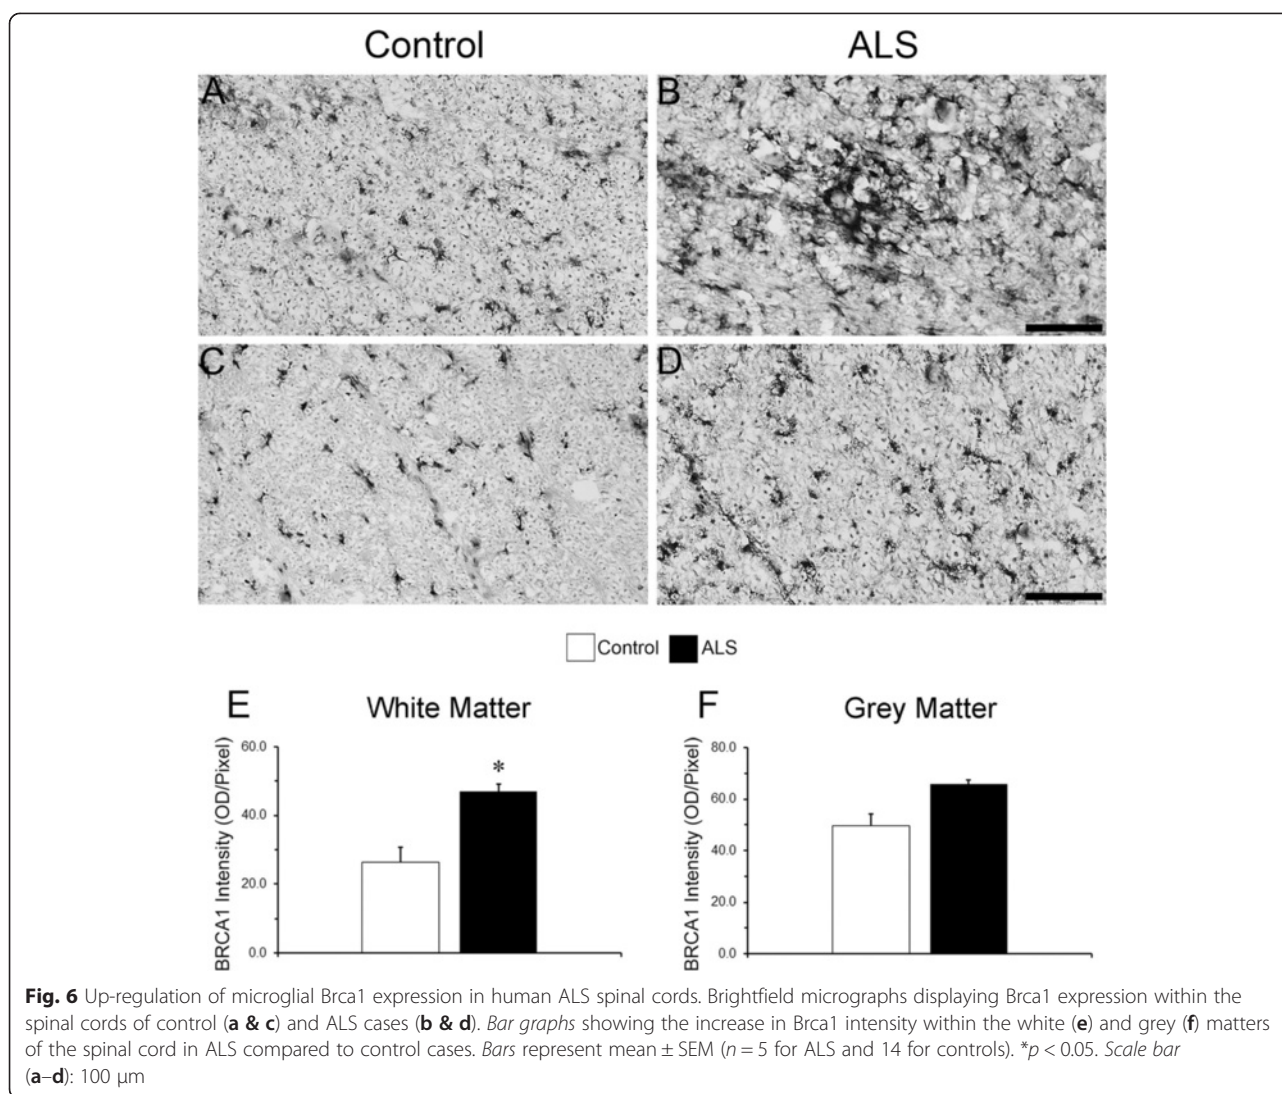 Control
ALS
A
B
C
D
Control
ALS
E
White Matter
BRCA1 Intensity (OD/Pixel)
60.0
40.0
20.0
0.0
*
F
Grey Matter
BRCA1 Intensity (OD/Pixel)
80.0
60.0
40.0
20.0
0.0
Fig. 6 Up-regulation of microglial Brca1 expression in human ALS spinal cords. Brightfield micrographs displaying Brca1 expression within the
spinal cords of control (a & c) and ALS cases (b & d). Bar graphs showing the increase in Brca1 intensity within the white (e) and grey (f) matters
of the spinal cord in ALS compared to control cases. Bars represent mean ± SEM (n = 5 for ALS and 14 for controls). *p < 0.05. Scale bar
(a–d): 100 μm